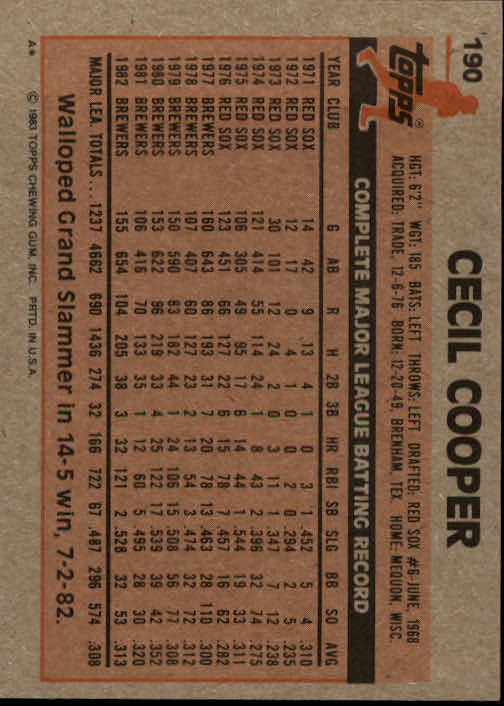 190
topps®
CECIL COOPER
HGT.: 6'2" WGT.: 185 BATS: LEFT THROWS: LEFT DRAFTED: RED SOX #6-JUNE, 1968
ACQUIRED: TRADE, 12-6-76 BORN: 12-20-49, BRENHAM, TEX HOME: MEQUON, WISC.
COMPLETE MAJOR LEAGUE BATTING RECORD
YEAR CLUB G AB R H 2B 3B HR RBI SB SLG BB SO AVG
1971 RED SOX 14 42 9 13 4 1 0 3 1 .452 5 4 .310
1972 RED SOX 12 17 0 4 1 0 0 2 0 .294 2 5 .235
1973 RED SOX 30 101 12 24 2 0 3 11 1 .347 7 12 .238
1974 RED SOX 121 414 55 114 24 1 8 43 2 .396 32 74 .275
1975 RED SOX 106 305 49 95 17 6 14 44 1 .544 19 33 .311
1976 RED SOX 123 451 66 127 22 6 15 78 7 .457 16 62 .282
1977 BREWERS 160 643 86 193 31 7 20 78 13 .463 28 110 .300
1978 BREWERS 107 407 60 127 23 2 13 54 3 .474 32 72 .312
1979 BREWERS 150 590 83 182 44 1 24 106 15 .508 56 77 .308
1980 BREWERS 153 622 96 219 33 4 25 122 17 .539 39 42 .352
1981 BREWERS 106 416 70 133 35 1 12 60 5 .495 28 30 .320
1982 BREWERS 155 654 104 205 38 3 32 121 2 .528 32 53 .313
MAJOR LEA. TOTALS... 1237 4662 690 1436 274 32 166 722 67 .487 296 574 .308
Walloped Grand Slammer in 14-5 win, 7-2-82.
A* © 1983 TOPPS CHEWING GUM, INC. PRTD. IN U.S.A.